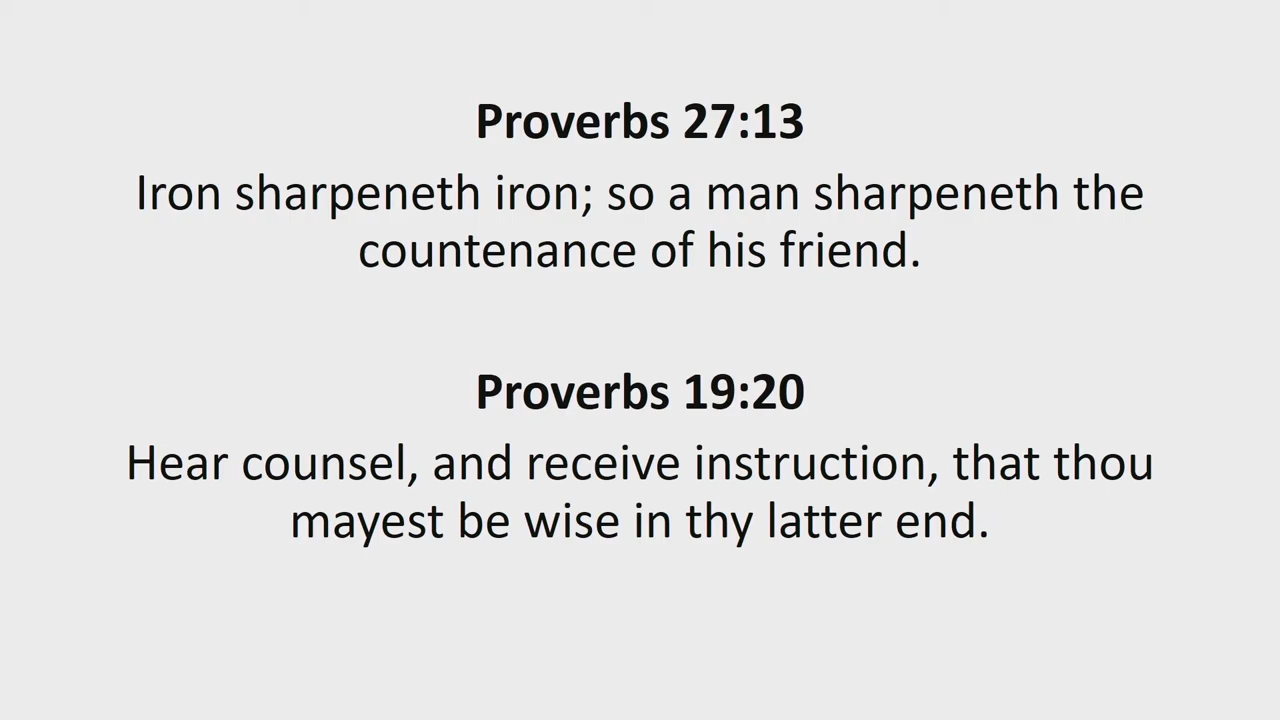 Proverbs 27:13
Iron sharpeneth iron; so a man sharpeneth the
countenance of his friend.
Proverbs 19:20
Hear counsel, and receive instruction, that thou
mayest be wise in thy latter end.